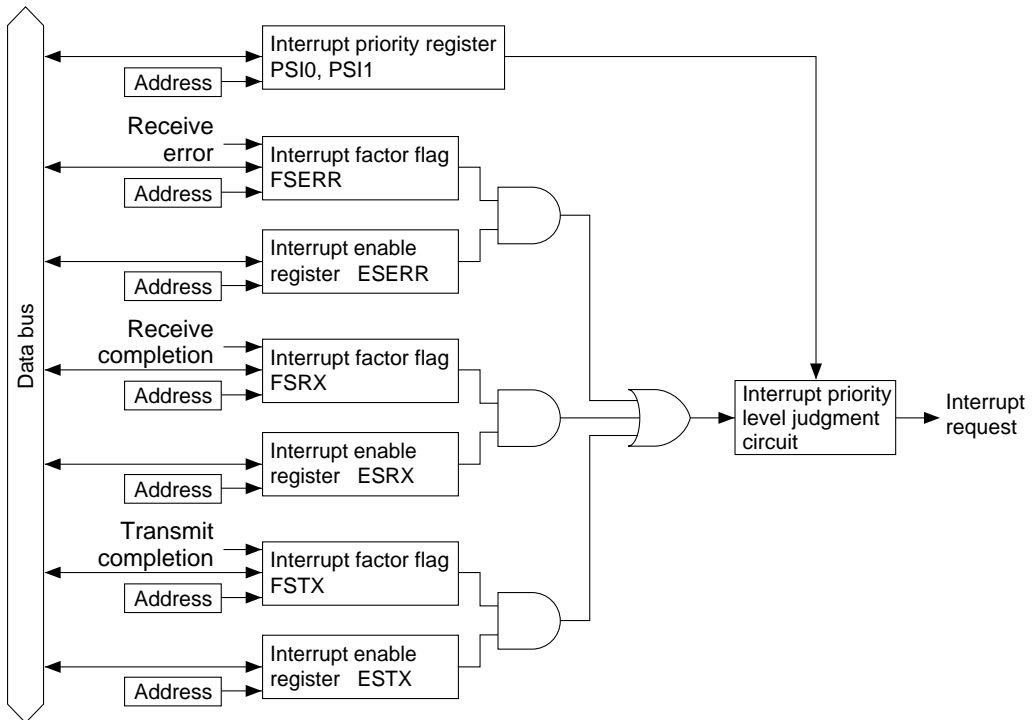 Data bus
Interrupt priority register
PSI0, PSI1
Address
Receive
error
Interrupt factor flag
FSERR
Address
Interrupt enable
register ESERR
Address
Receive
completion
Interrupt factor flag
FSRX
Address
Interrupt enable
register ESRX
Address
Transmit
completion
Interrupt factor flag
FSTX
Address
Interrupt enable
register ESTX
Address
Interrupt priority
level judgment
circuit
Interrupt
request